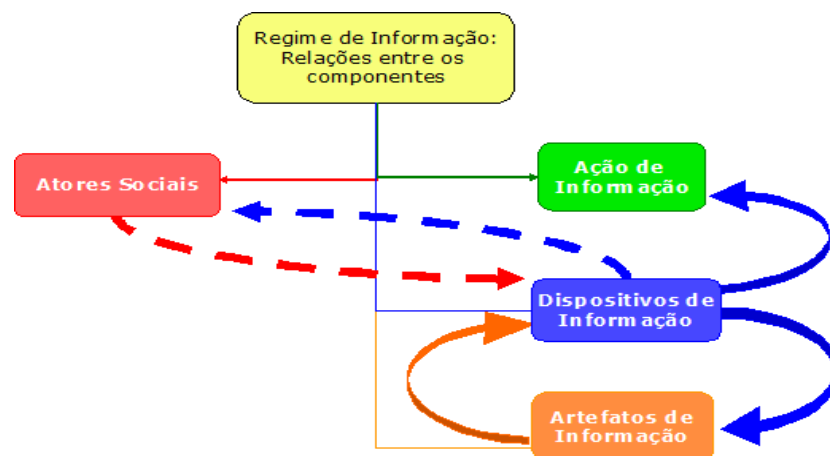 Regime de Informação:
Relações entre os
componentes
Atores Sociais
Ação de
Informação
Dispositivos de
Informação
Artefatos de
Informação